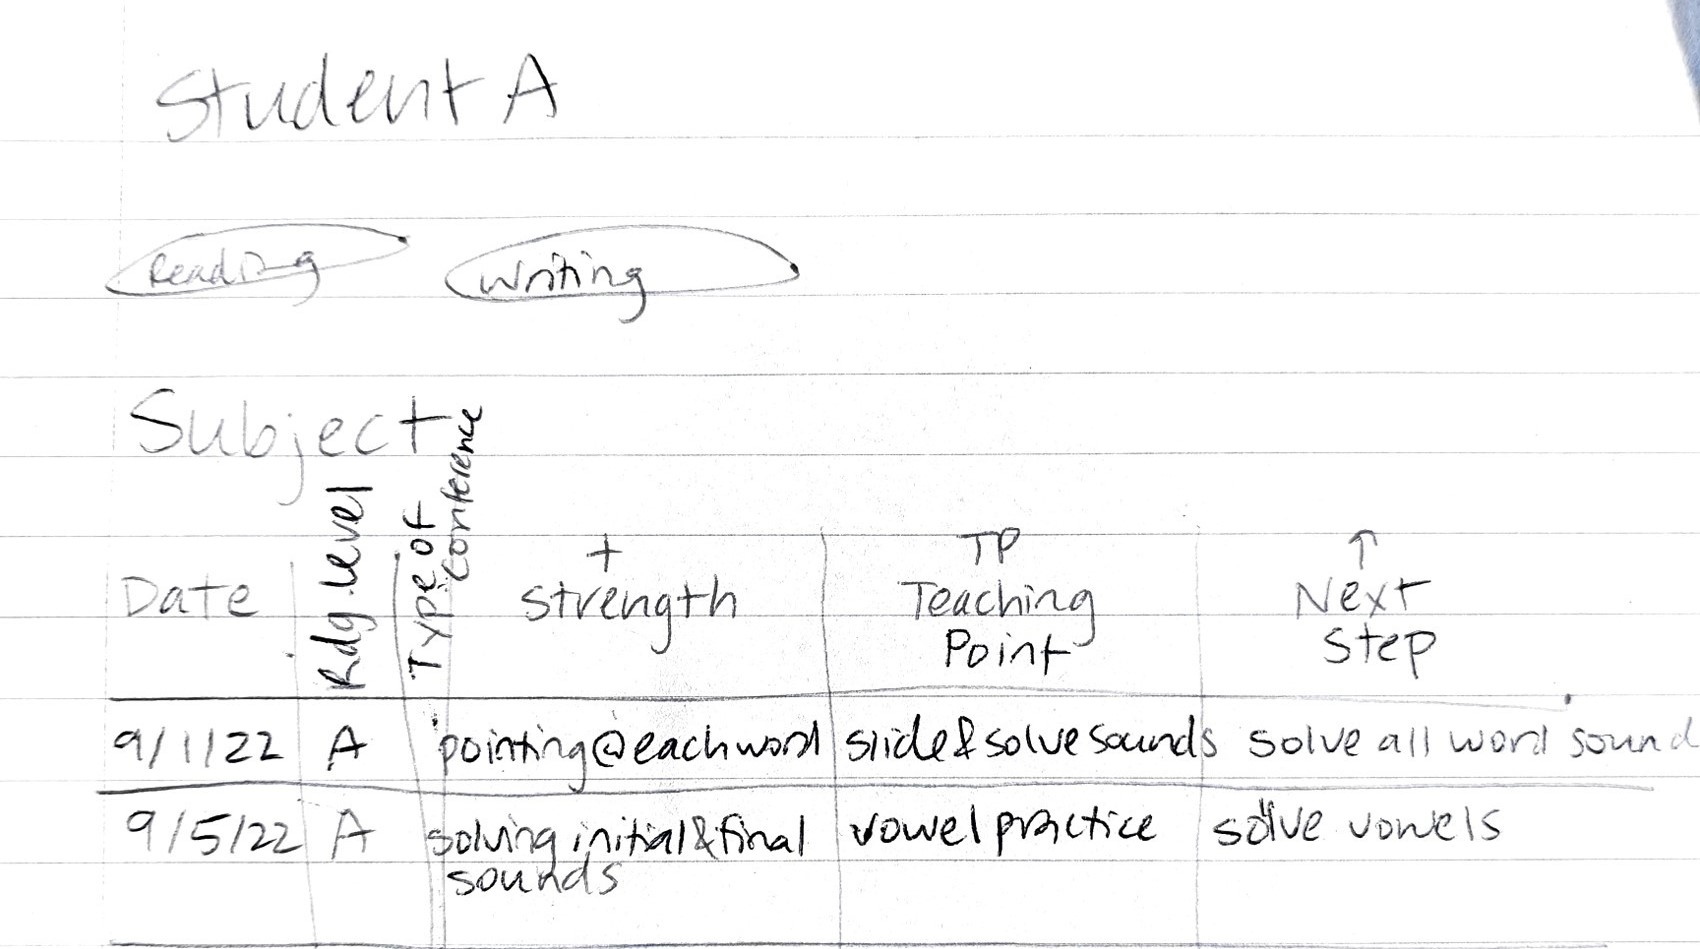 Student A
Reading Writing
Subject
Date Rdg. level Type of Conference + Strength TP Teaching Point ↑ Next Step
9/1/22 A pointing@each word slide & solve sounds solve all word sound
9/5/22 A solving initial & final vowel practice solve vowels
sounds